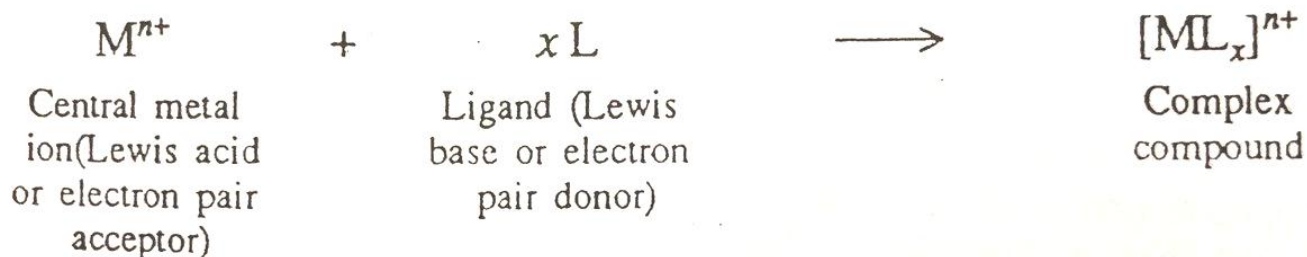 Mⁿ⁺ + x L ⟶ [MLₓ]ⁿ⁺
Central metal
ion(Lewis acid
or electron pair
acceptor)
Ligand (Lewis
base or electron
pair donor)
Complex
compound